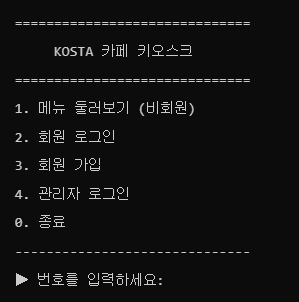 ==============================
KOSTA 카페 키오스크
==============================
1. 메뉴 둘러보기 (비회원)
2. 회원 로그인
3. 회원 가입
4. 관리자 로그인
0. 종료
------------------------------
▶ 번호를 입력하세요: